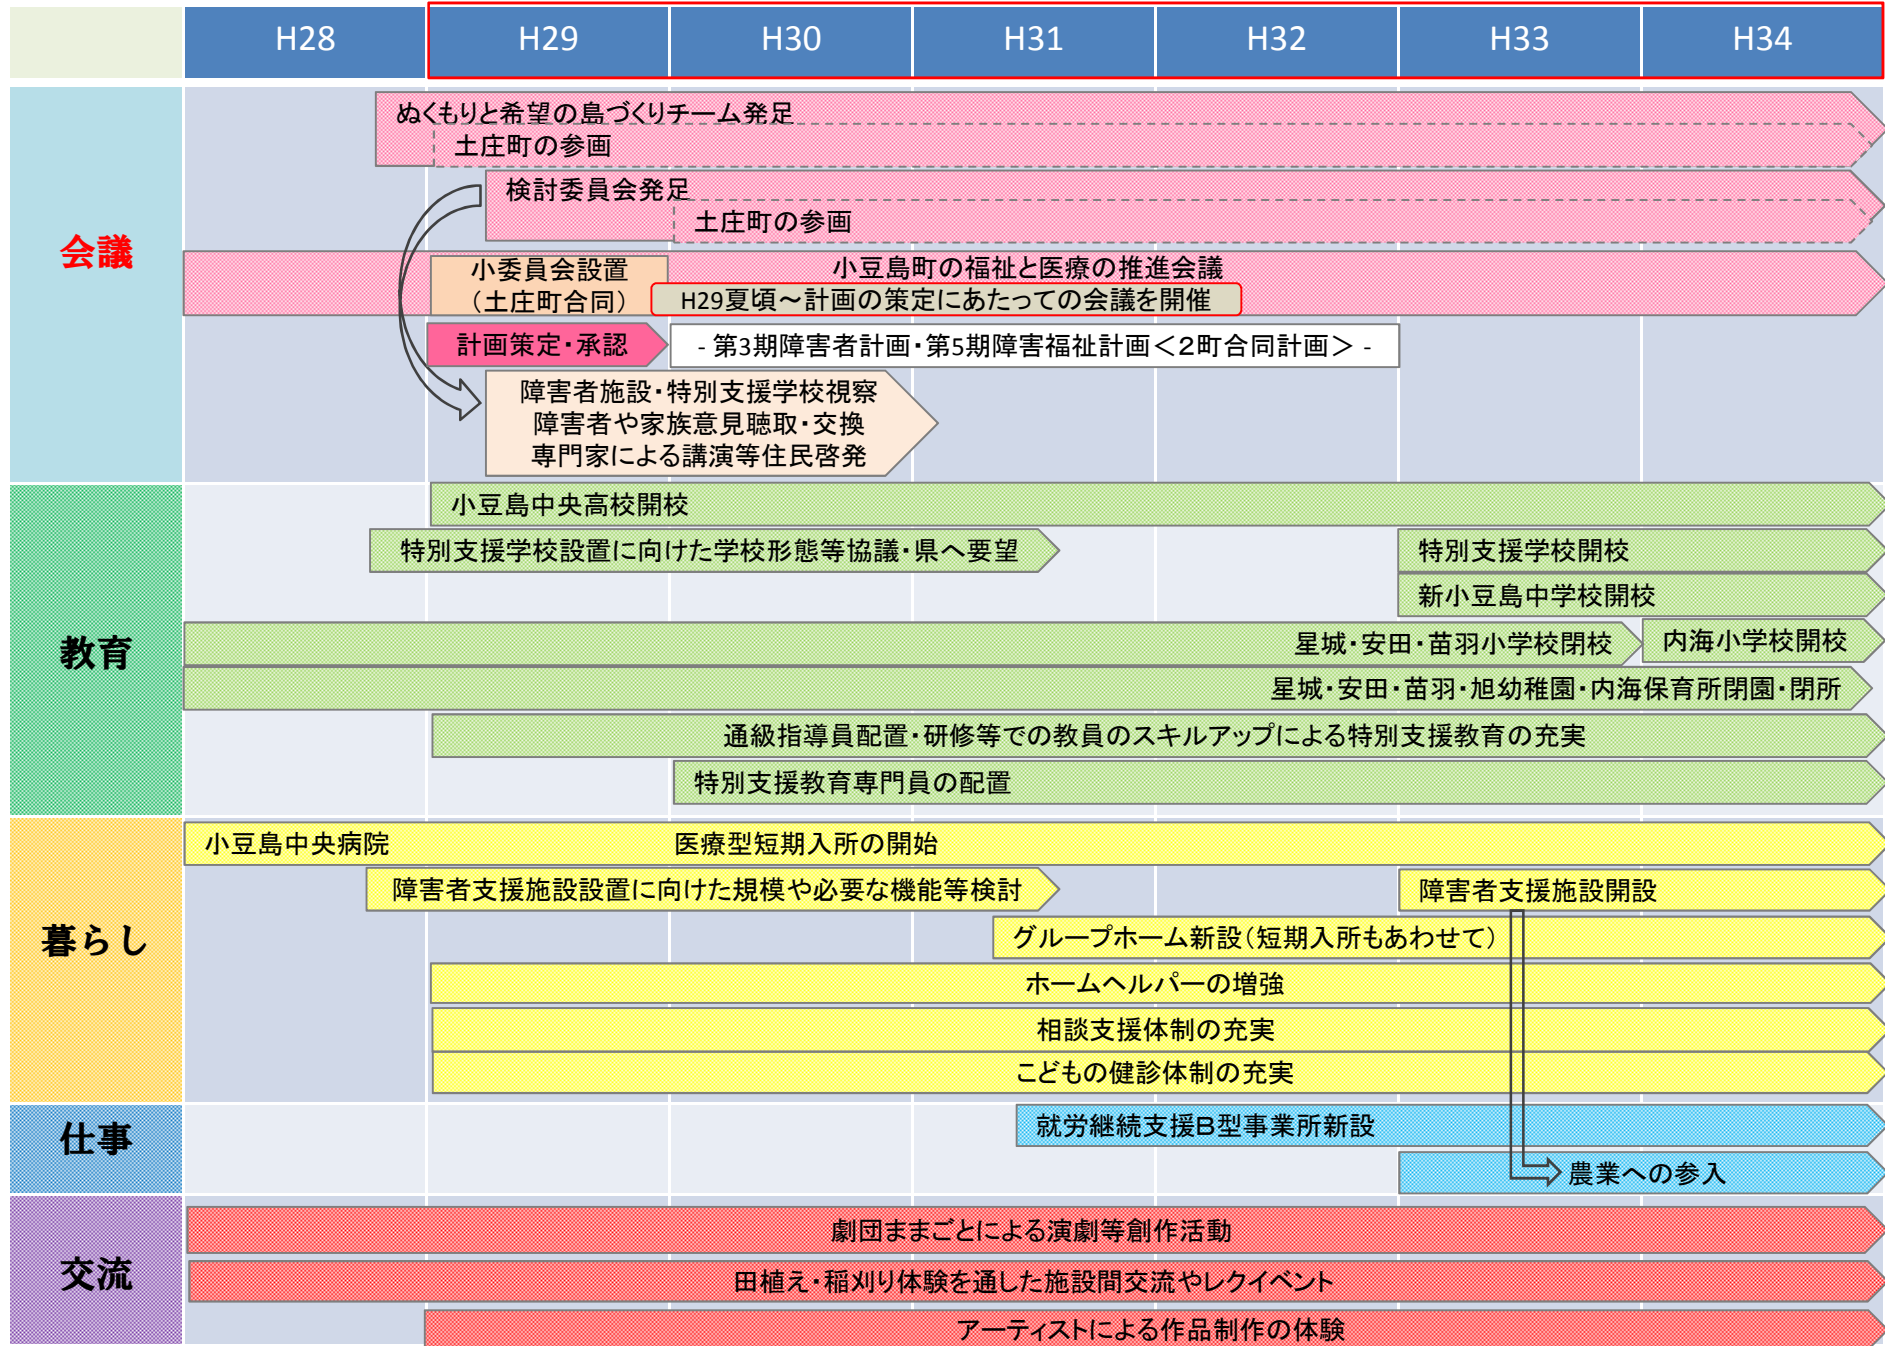 H28
H29
H30
H31
H32
H33
H34
会議
ぬくもりと希望の島づくりチーム発足
土庄町の参画
検討委員会発足
土庄町の参画
小委員会設置
（土庄町合同）
小豆島町の福祉と医療の推進会議
H29夏頃～計画の策定にあたっての会議を開催
計画策定・承認
- 第3期障害者計画・第5期障害福祉計画＜2町合同計画＞ -
障害者施設・特別支援学校視察
障害者や家族意見聴取・交換
専門家による講演等住民啓発
教育
小豆島中央高校開校
特別支援学校設置に向けた学校形態等協議・県へ要望
特別支援学校開校
新小豆島中学校開校
星城・安田・苗羽小学校閉校
内海小学校開校
星城・安田・苗羽・旭幼稚園・内海保育所閉園・閉所
通級指導員配置・研修等での教員のスキルアップによる特別支援教育の充実
特別支援教育専門員の配置
暮らし
小豆島中央病院
医療型短期入所の開始
障害者支援施設設置に向けた規模や必要な機能等検討
障害者支援施設開設
グループホーム新設（短期入所もあわせて）
ホームヘルパーの増強
相談支援体制の充実
こどもの健診体制の充実
仕事
就労継続支援B型事業所新設
農業への参入
交流
劇団ままごとによる演劇等創作活動
田植え・稲刈り体験を通した施設間交流やレクイベント
アーティストによる作品制作の体験